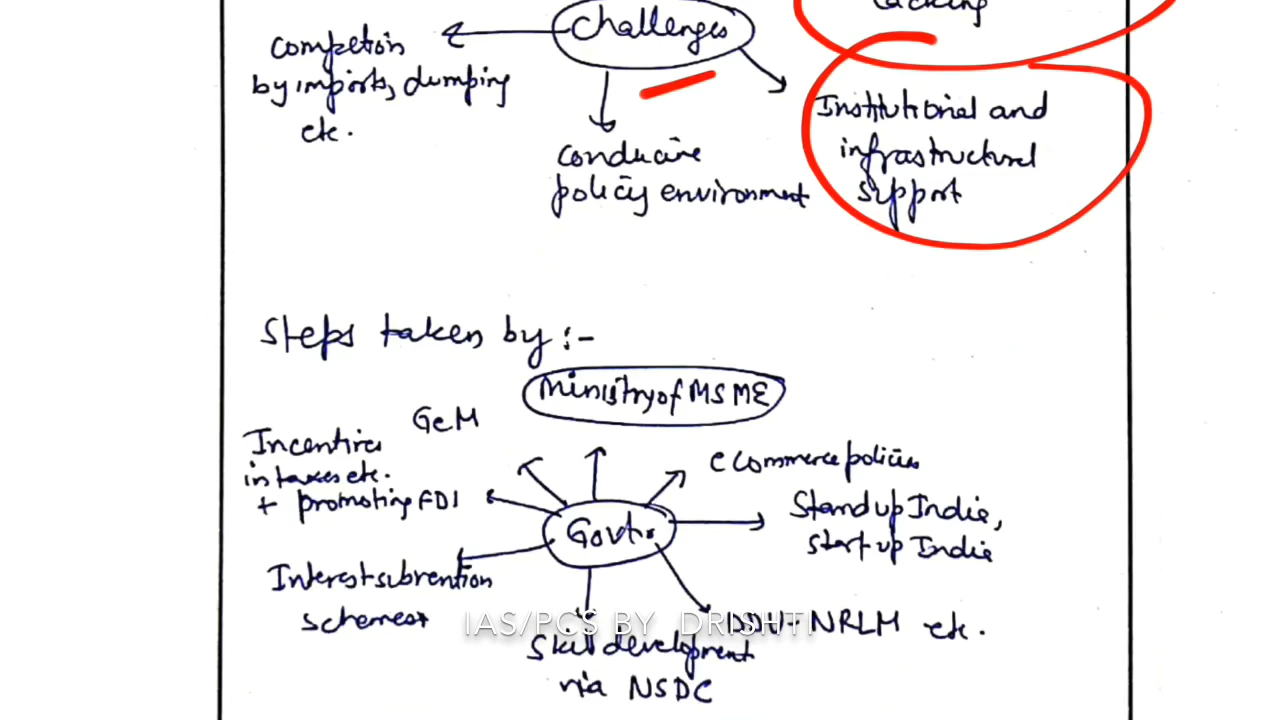 lacking
Challenges
Competion
by imports, dumping
etc.
Conducive
policy environment
Institutional and
infrastructural
support
Steps taken by :-
Ministry of MSME
GeM
Incentives
in taxes etc.
+ promoting FDI
e Commerce policies
Stand up India,
start up India
Govt.
Interest subvention
schemes
IAS/PCS BY DRISHTI
NRLM etc.
Skill development
via NSDC